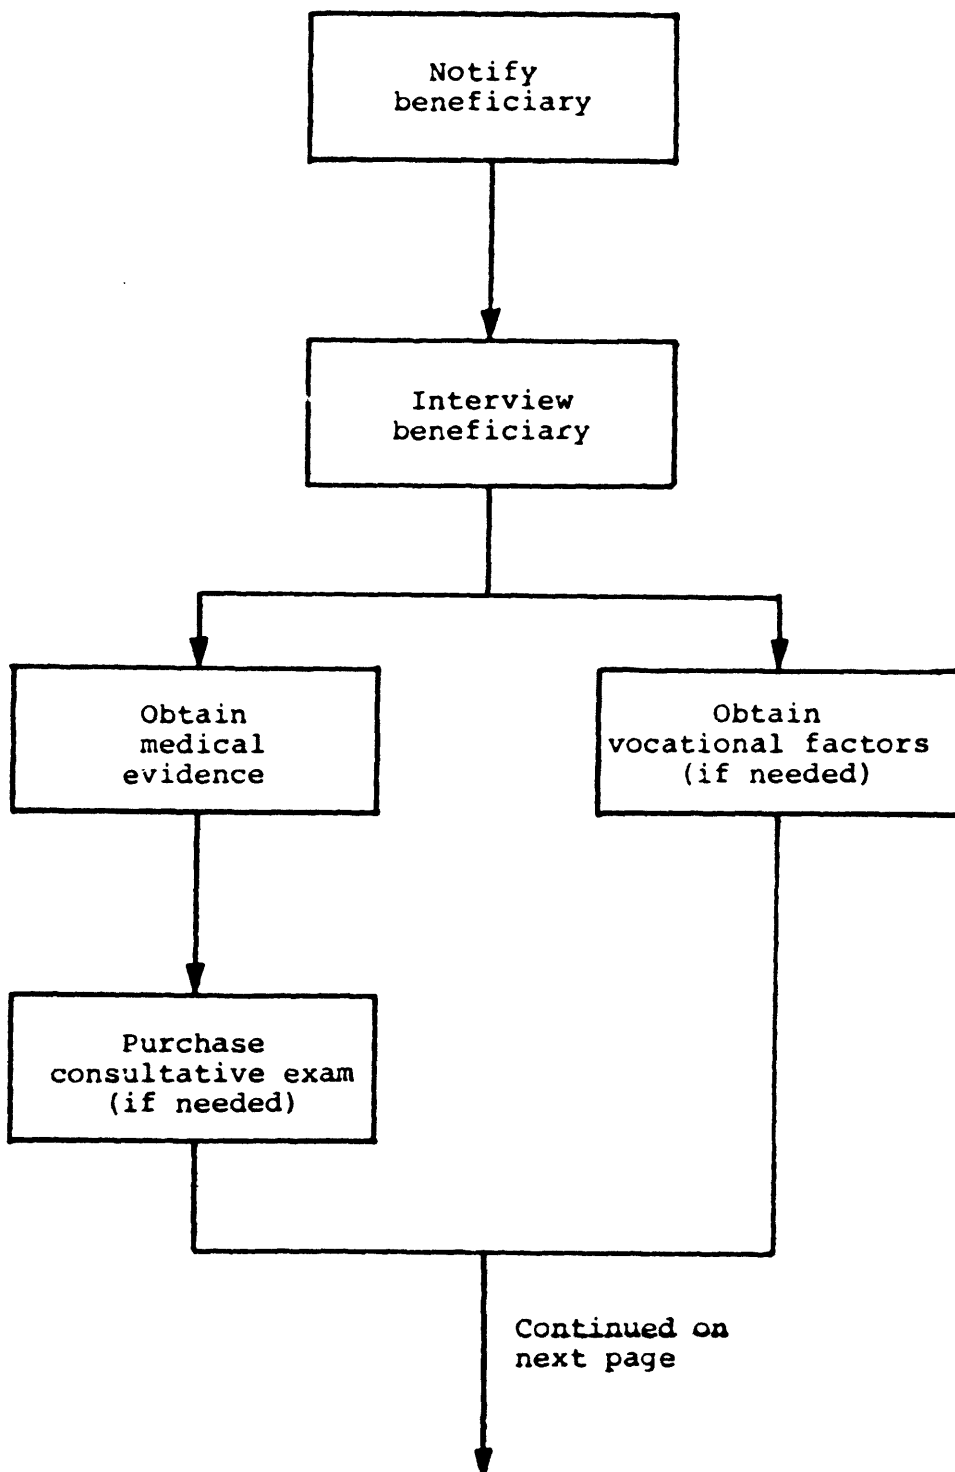 Notify
beneficiary
Interview
beneficiary
Obtain
medical
evidence
Obtain
vocational factors
(if needed)
Purchase
consultative exam
(if needed)
Continued on
next page